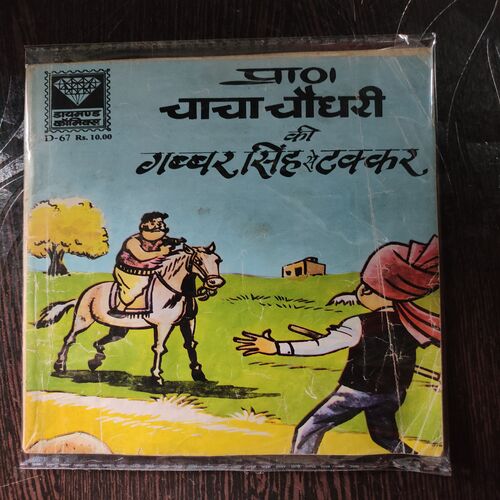 डायमण्ड
कॉमिक्स
D-67 Rs. 10.00
प्राण
चाचा चौधरी
की
गब्बर सिंह से टक्कर